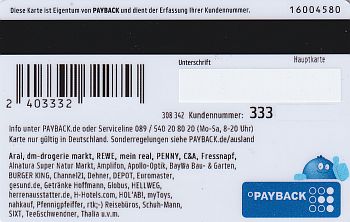 Diese Karte ist Eigentum von PAYBACK und dient der Erfassung Ihrer Kundennummer. 16004580
Unterschrift Hauptkarte
2 403332
308 342 Kundennummer: 333
Info unter PAYBACK.de oder Serviceline 089 / 540 20 80 20 (Mo-Sa, 8-20 Uhr)
Karte nur gültig in Deutschland. Sonderregelungen siehe PAYBACK.de/ausland
Aral, dm-drogerie markt, REWE, mein real, PENNY, C&A, Fressnapf,
Alnatura Super Natur Markt, Amplifon, Apollo-Optik, BayWa Bau- & Garten,
BURGER KING, Channel21, Dehner, DEPOT, Euromaster,
gesund.de, Getränke Hoffmann, Globus, HELLWEG,
herrenausstatter.de, H-Hotels.com, HOL' AB!, myToys,
nahkauf, Pfennigpfeiffer, rtk;-) Reisebüros, Schuh-Mann,
SIXT, TeeGschwendner, Thalia u.v.m.
PAYBACK